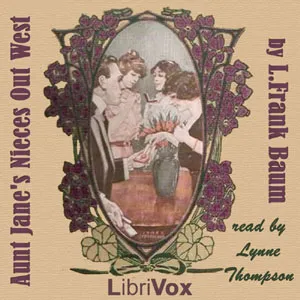 Aunt Jane's Nieces Out West
by L.Frank Baum
read by
Lynne
Thompson
LibriVox